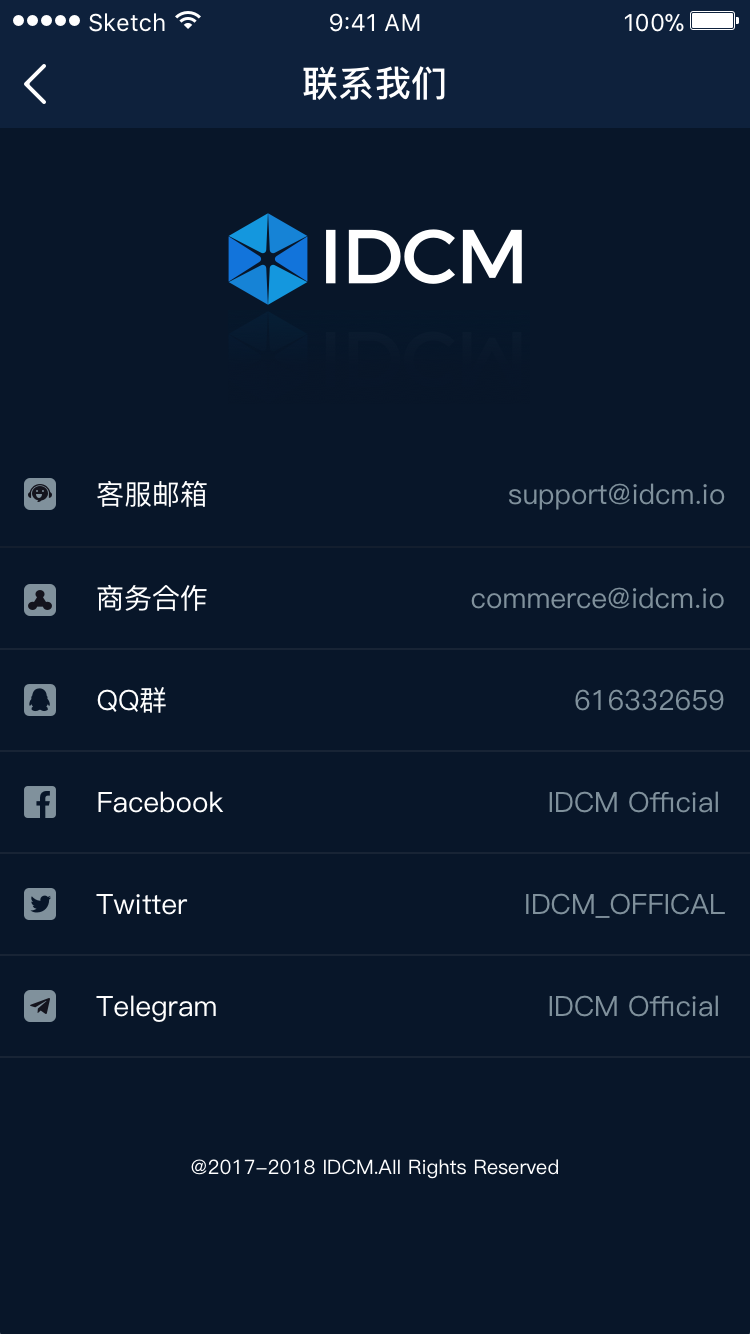 Sketch 9:41 AM 100%
联系我们
IDCM
客服邮箱 support@idcm.io
商务合作 commerce@idcm.io
QQ群 616332659
Facebook IDCM Official
Twitter IDCM_OFFICAL
Telegram IDCM Official
@2017-2018 IDCM.All Rights Reserved